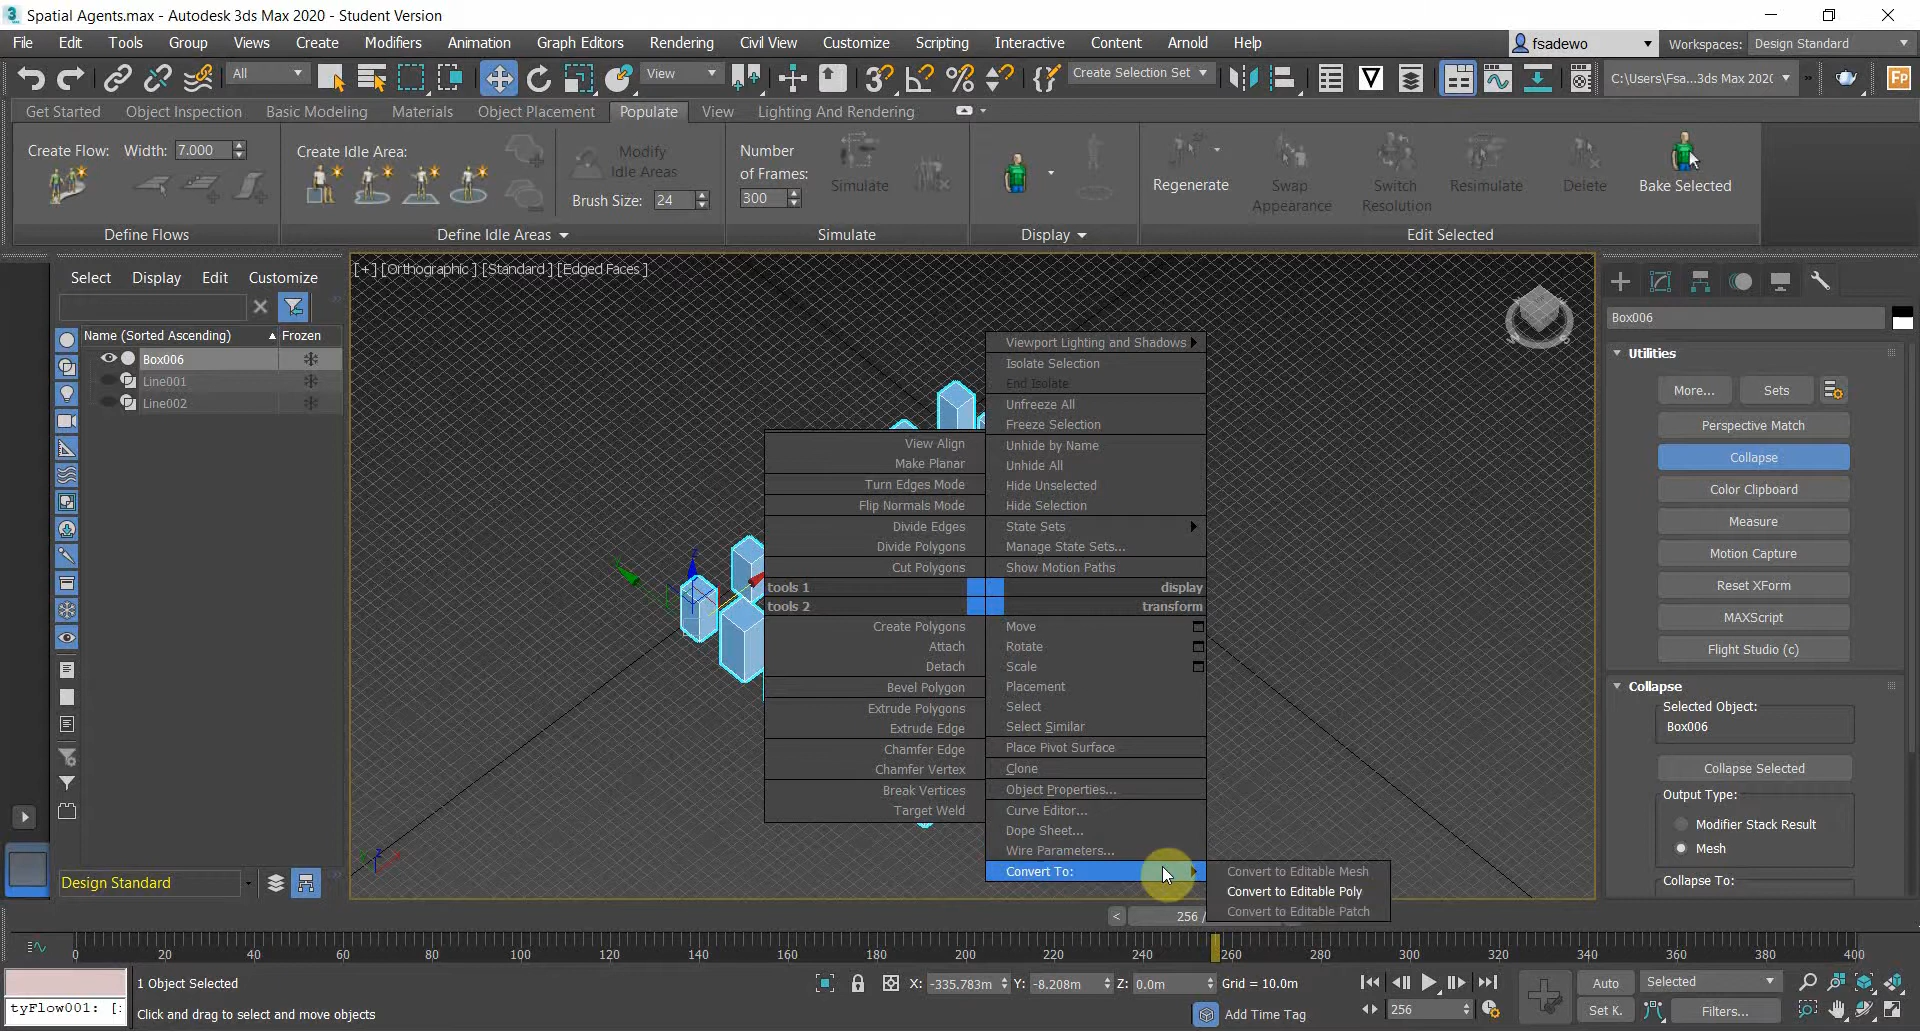 Spatial Agents.max - Autodesk 3ds Max 2020 - Student Version
File Edit Tools Group Views Create Modifiers Animation Graph Editors Rendering Civil View Customize Scripting Interactive Content Arnold Help
fsadewo
Workspaces: Design Standard
All View Create Selection Set C:\Users\Fsa...3ds Max 202(
Get Started Object Inspection Basic Modeling Materials Object Placement Populate View Lighting And Rendering
Create Flow: Width: 7.000
Define Flows
Create Idle Area:
Modify
Idle Areas
Brush Size: 24
Define Idle Areas
Number
of Frames:
300
Simulate
Simulate
Display
Regenerate
Swap
Appearance
Switch
Resolution
Resimulate
Delete
Bake Selected
Edit Selected
Select Display Edit Customize
Name (Sorted Ascending) Frozen
Box006
Line001
Line002
Design Standard
[+] [Orthographic ] [Standard ] [Edged Faces ]
View Align
Make Planar
Turn Edges Mode
Flip Normals Mode
Divide Edges
Divide Polygons
Cut Polygons
tools 1
tools 2
Create Polygons
Attach
Detach
Bevel Polygon
Extrude Polygons
Extrude Edge
Chamfer Edge
Chamfer Vertex
Break Vertices
Target Weld
Viewport Lighting and Shadows
Isolate Selection
End Isolate
Unfreeze All
Freeze Selection
Unhide by Name
Unhide All
Hide Unselected
Hide Selection
State Sets
Manage State Sets...
Show Motion Paths
display
transform
Move
Rotate
Scale
Placement
Select
Select Similar
Place Pivot Surface
Clone
Object Properties...
Curve Editor...
Dope Sheet...
Wire Parameters...
Convert To:
Convert to Editable Mesh
Convert to Editable Poly
Convert to Editable Patch
Box006
Utilities
More... Sets
Perspective Match
Collapse
Color Clipboard
Measure
Motion Capture
Reset XForm
MAXScript
Flight Studio (c)
Collapse
Selected Object:
Box006
Collapse Selected
Output Type:
Modifier Stack Result
Mesh
Collapse To:
< 256 /
0 20 40 60 80 100 120 140 160 180 200 220 240 260 280 300 320 340 360 380 400
1 Object Selected
X: -335.783m Y: -8.208m Z: 0.0m Grid = 10.0m
Auto Selected
tyFlow001: [:
Click and drag to select and move objects
Add Time Tag
256
Set K. Filters...